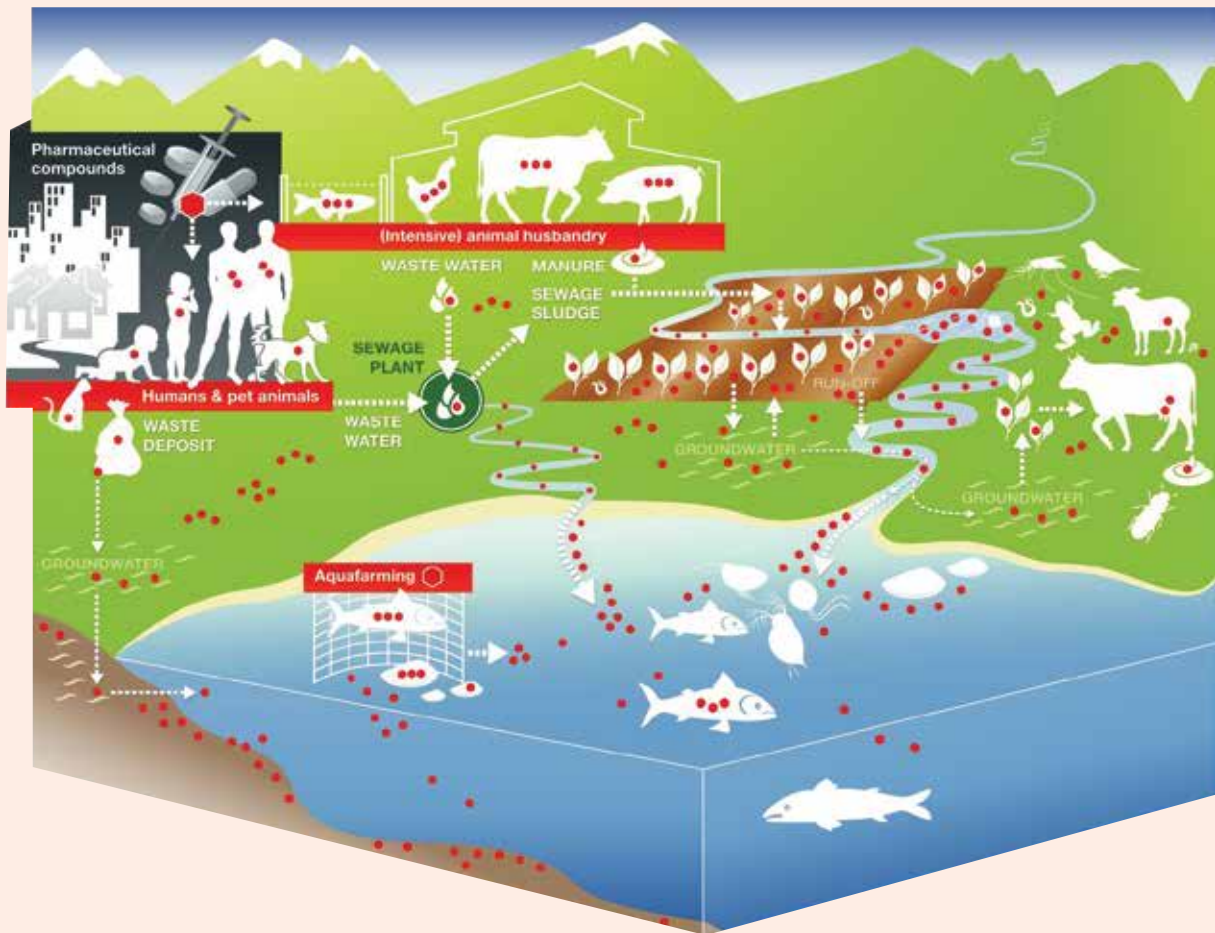 Pharmaceutical
compounds
(Intensive) animal husbandry
WASTE WATER
MANURE
SEWAGE
SLUDGE
SEWAGE
PLANT
Humans & pet animals
WASTE
DEPOSIT
WASTE
WATER
RUN-OFF
GROUNDWATER
GROUNDWATER
GROUNDWATER
Aquafarming